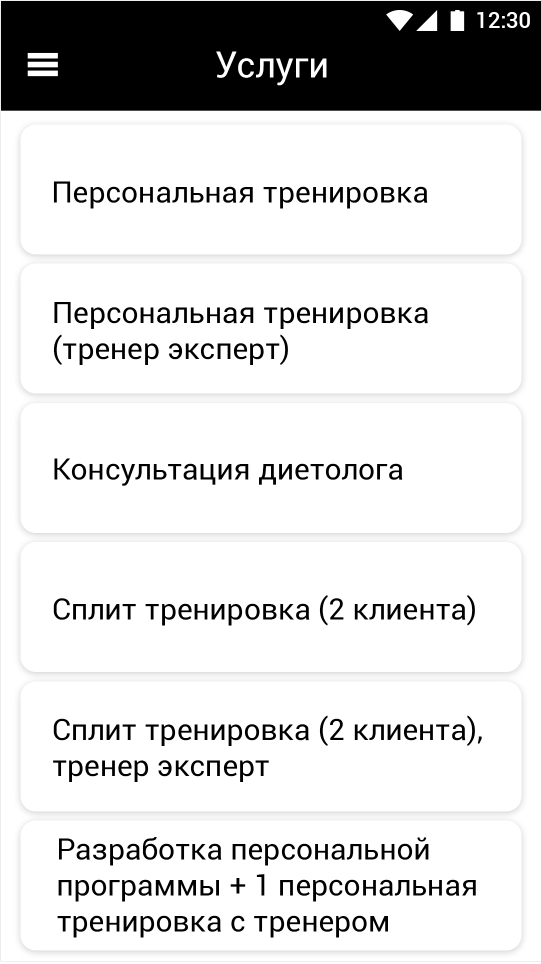 12:30
Услуги
Персональная тренировка
Персональная тренировка
(тренер эксперт)
Консультация диетолога
Сплит тренировка (2 клиента)
Сплит тренировка (2 клиента),
тренер эксперт
Разработка персональной
программы + 1 персональная
тренировка с тренером